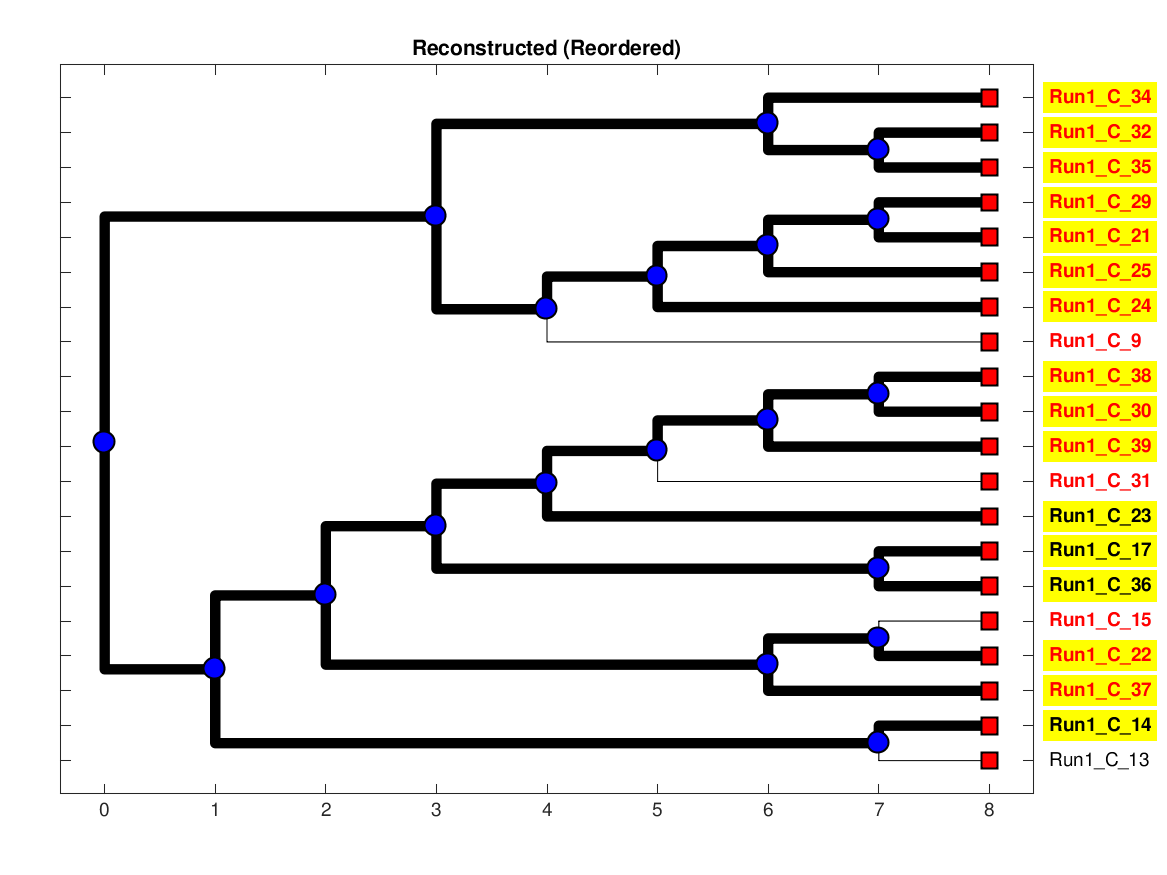 Reconstructed (Reordered)
Run1_C_34
Run1_C_32
Run1_C_35
Run1_C_29
Run1_C_21
Run1_C_25
Run1_C_24
Run1_C_9
Run1_C_38
Run1_C_30
Run1_C_39
Run1_C_31
Run1_C_23
Run1_C_17
Run1_C_36
Run1_C_15
Run1_C_22
Run1_C_37
Run1_C_14
Run1_C_13
0 1 2 3 4 5 6 7 8